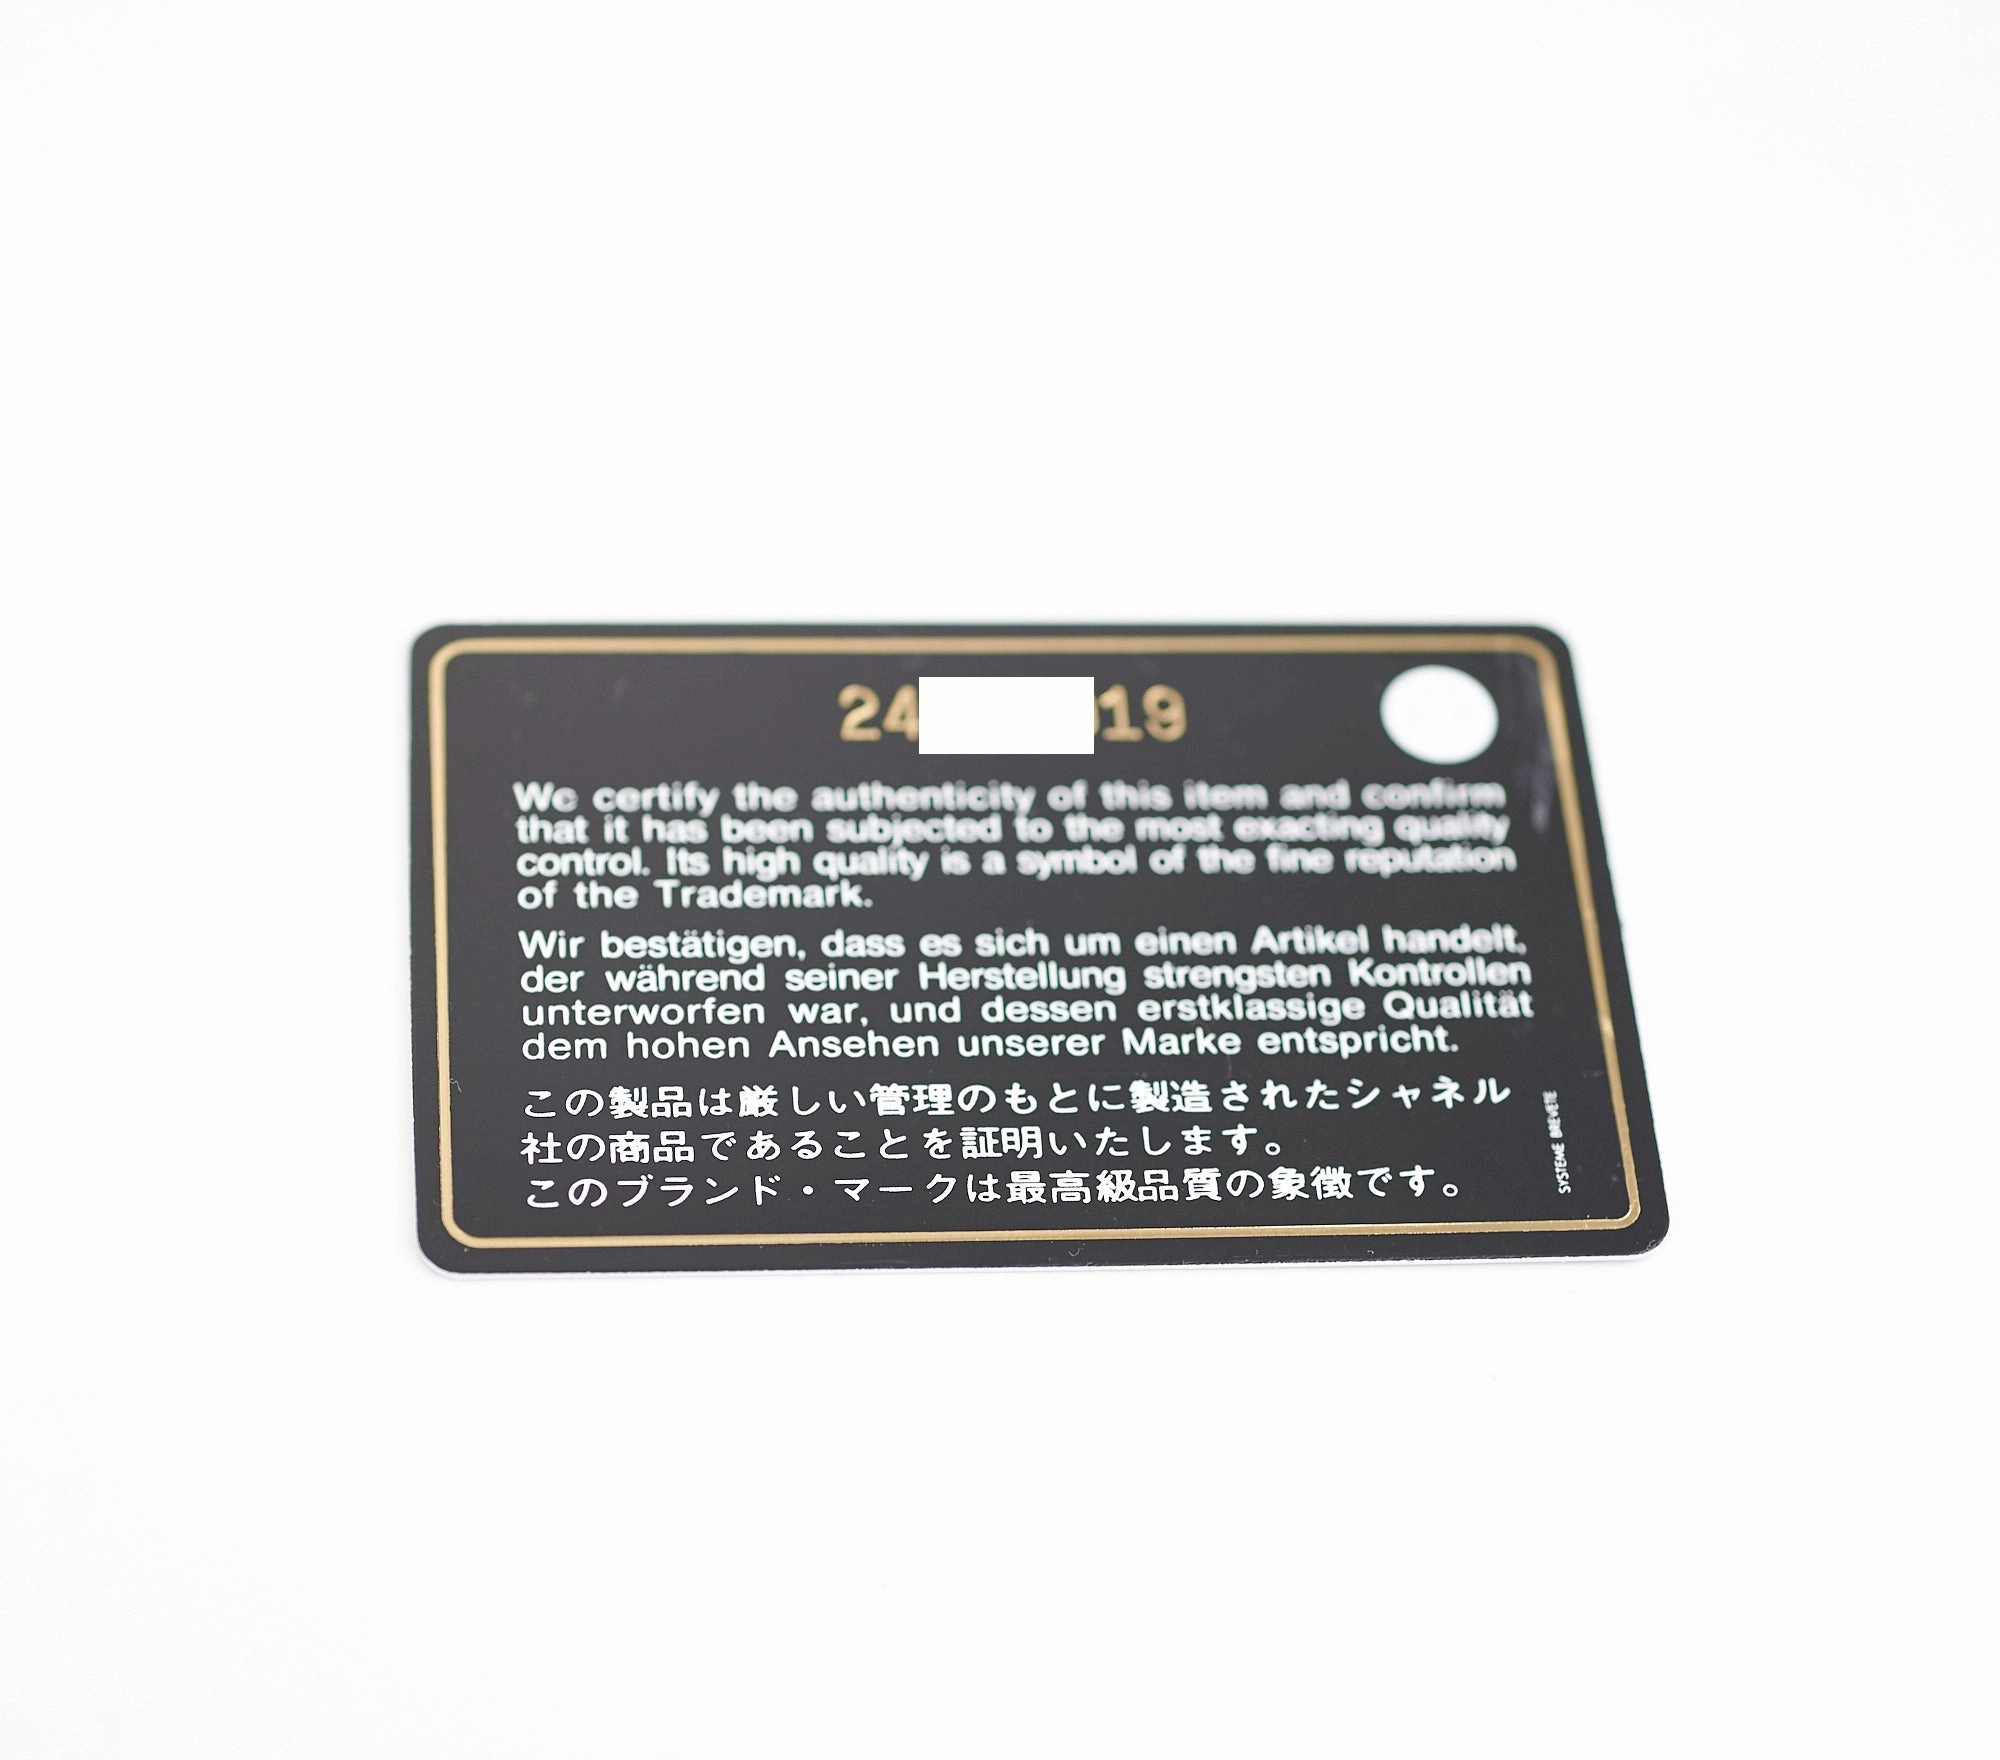 24
19
We certify the authenticity of this item and confirm
that it has been subjected to the most exacting quality
control. Its high quality is a symbol of the fine reputation
of the Trademark.
Wir bestätigen, dass es sich um einen Artikel handelt,
der während seiner Herstellung strengsten Kontrollen
unterworfen war, und dessen erstklassige Qualität
dem hohen Ansehen unserer Marke entspricht.
この製品は厳しい管理のもとに製造されたシャネル
社の商品であることを証明いたします。
このブランド・マークは最高級品質の象徴です。
SYSTEME BREVETE